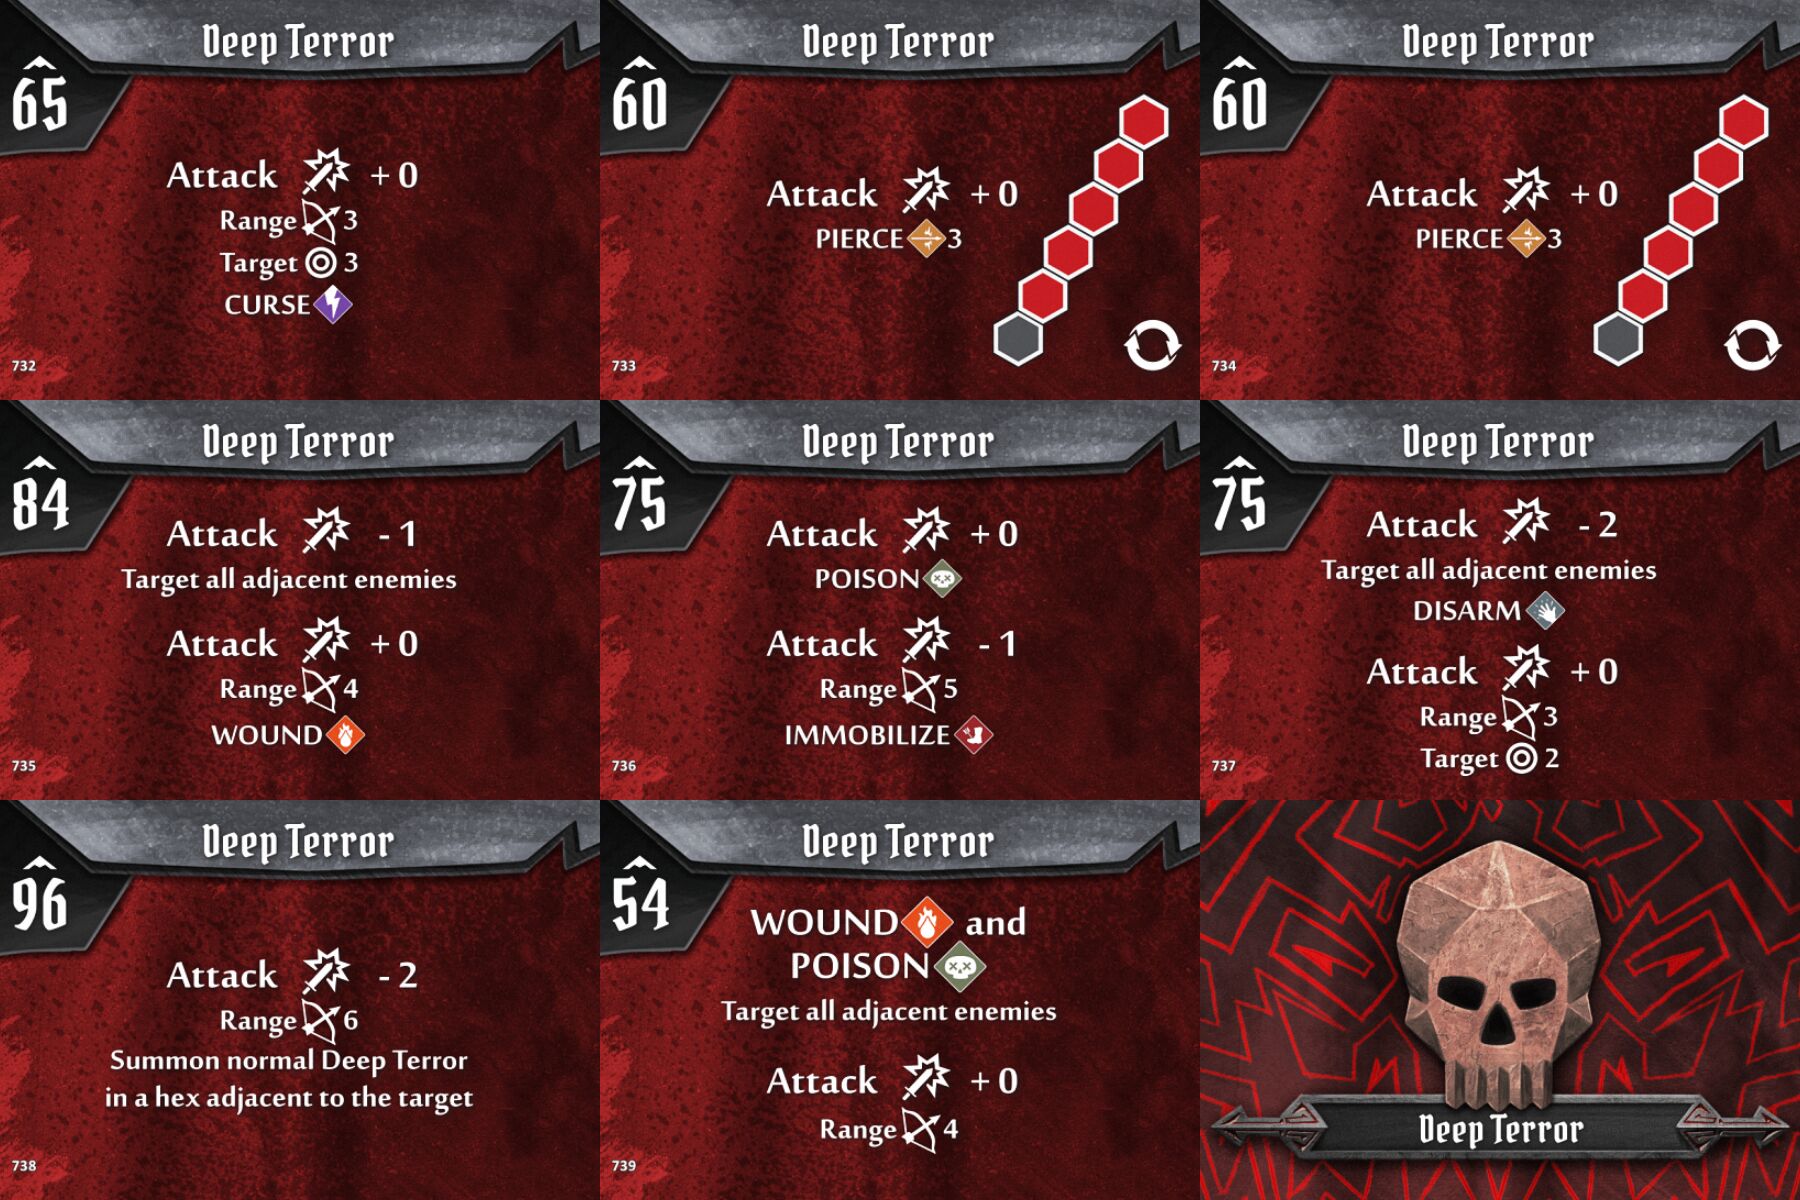 Deep Terror
65
Attack + 0
Range 3
Target 3
CURSE
732
Deep Terror
60
Attack + 0
PIERCE 3
733
Deep Terror
60
Attack + 0
PIERCE 3
734
Deep Terror
84
Attack - 1
Target all adjacent enemies
Attack + 0
Range 4
WOUND
735
Deep Terror
75
Attack + 0
POISON
Attack - 1
Range 5
IMMOBILIZE
736
Deep Terror
75
Attack - 2
Target all adjacent enemies
DISARM
Attack + 0
Range 3
Target 2
737
Deep Terror
96
Attack - 2
Range 6
Summon normal Deep Terror
in a hex adjacent to the target
738
Deep Terror
54
WOUND and
POISON
Target all adjacent enemies
Attack + 0
Range 4
739
Deep Terror